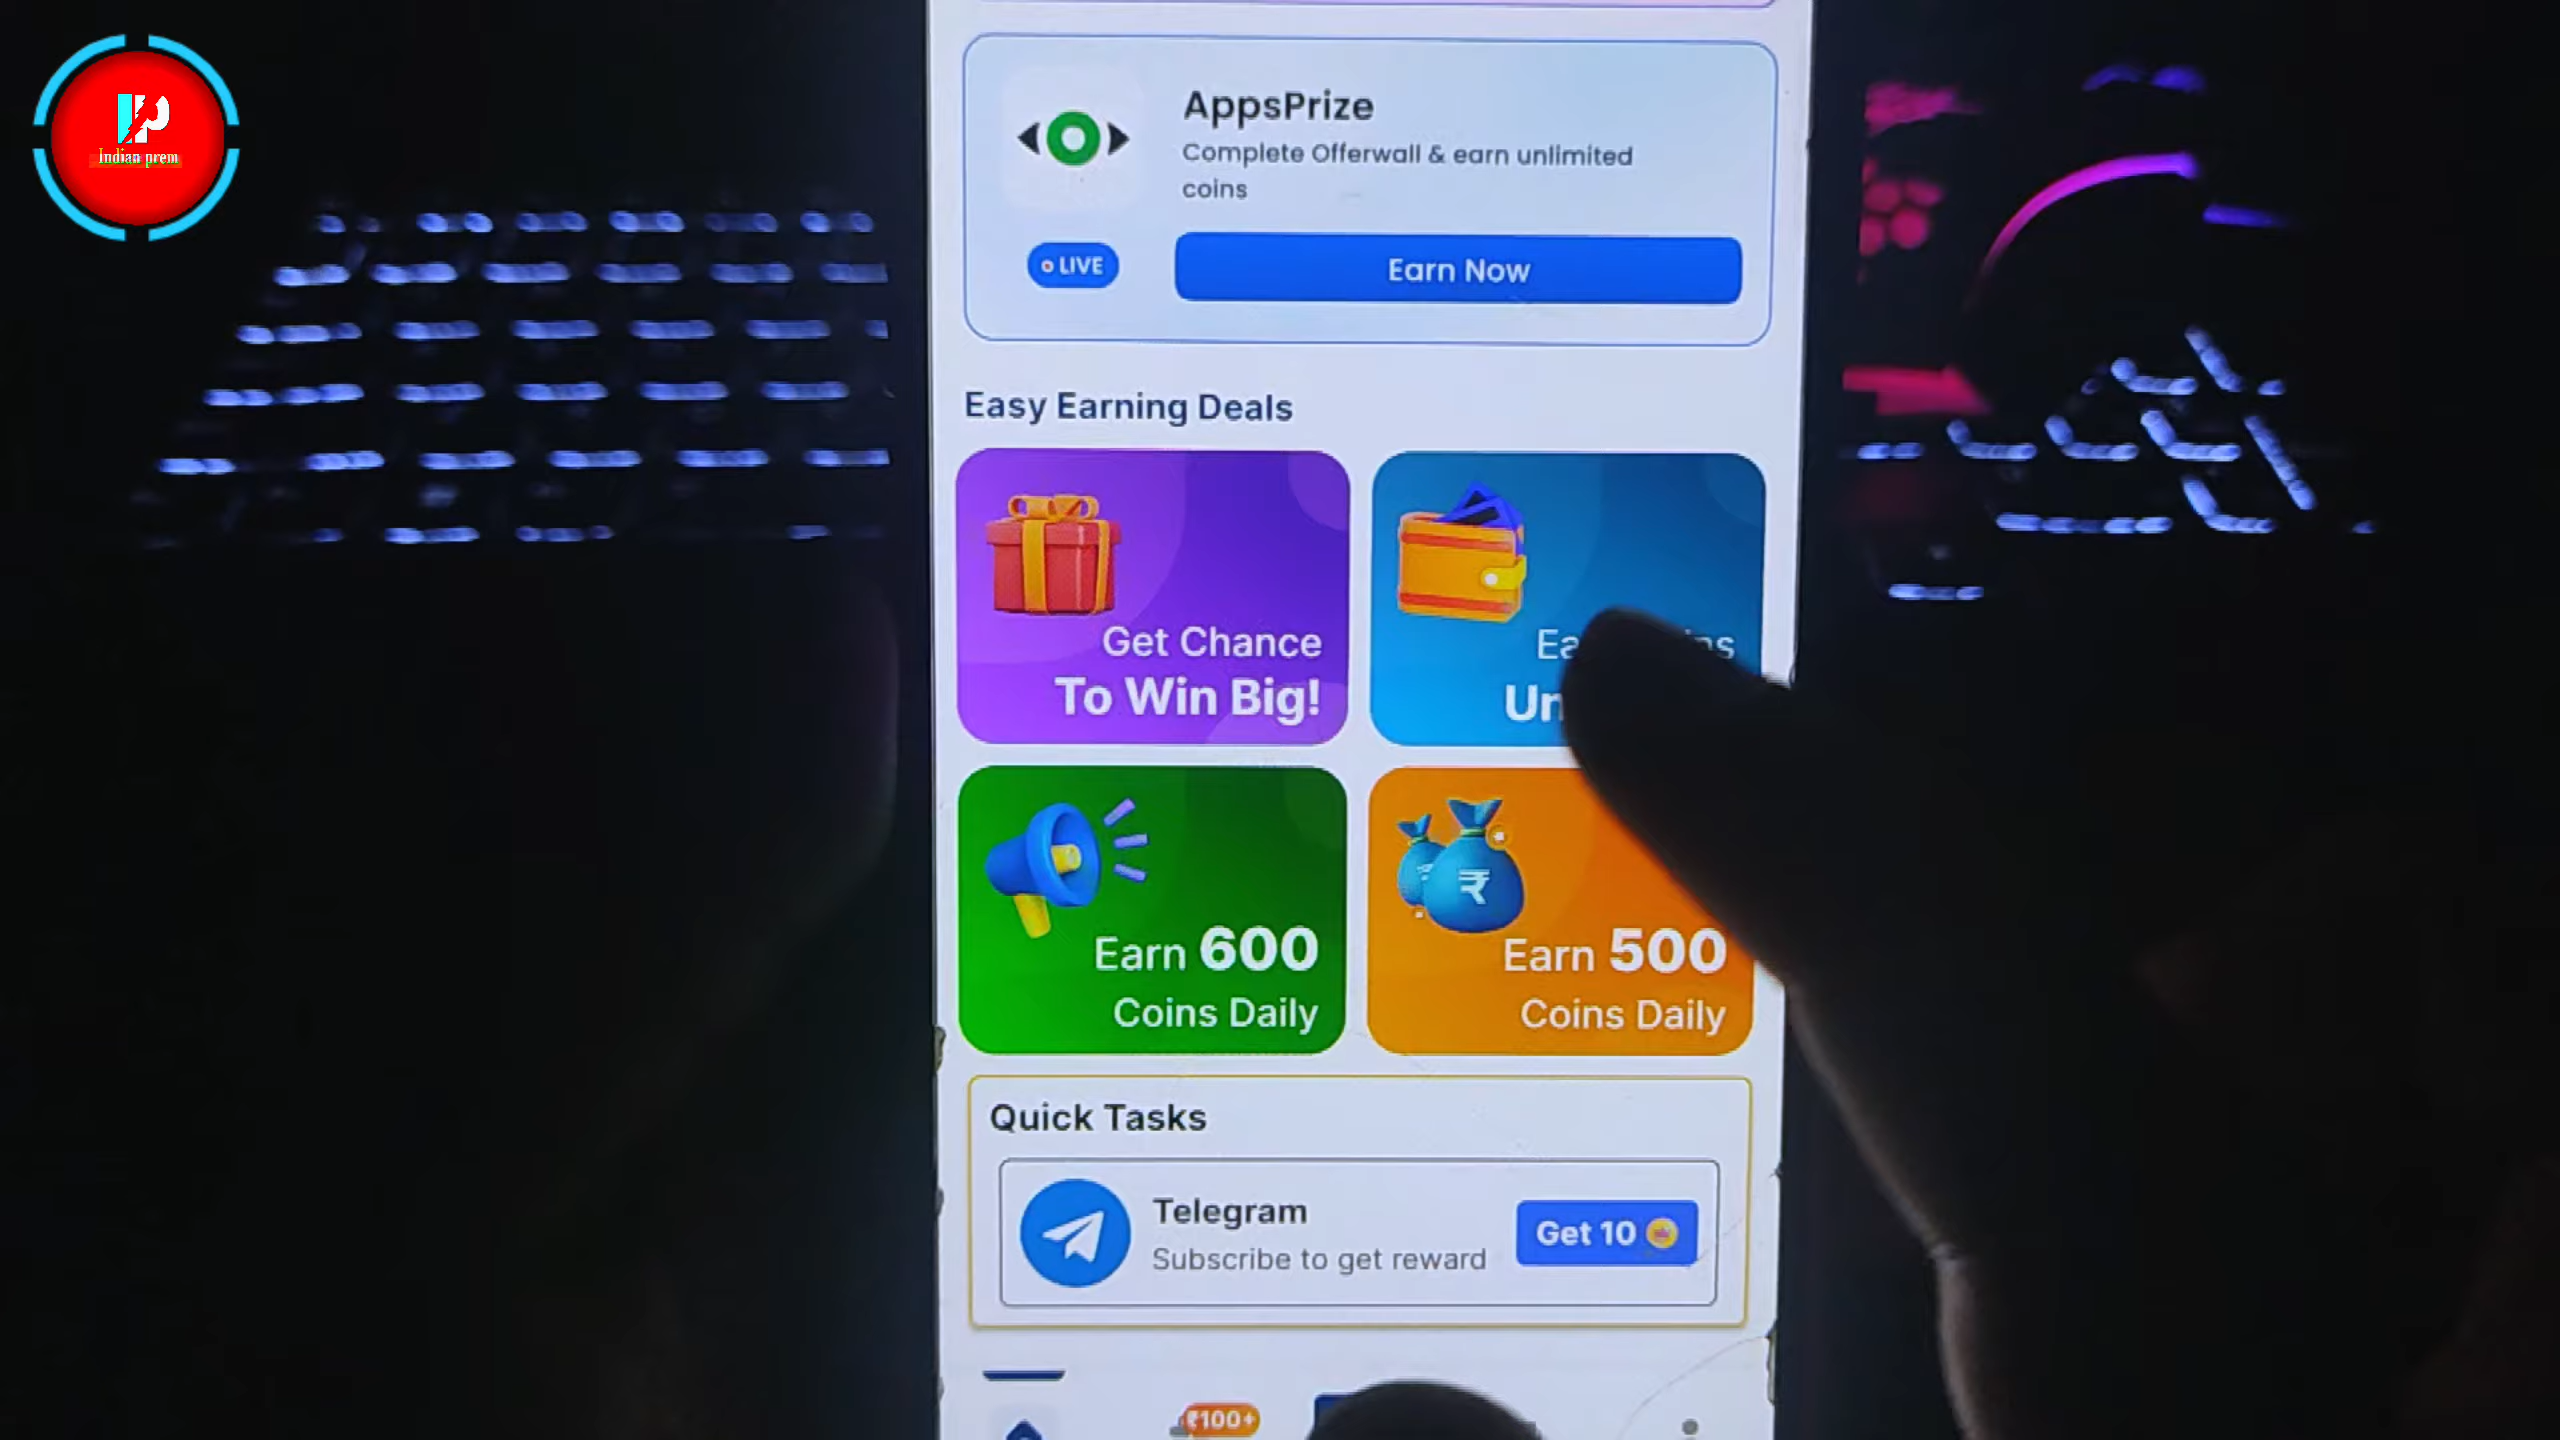 Indian prem
AppsPrize
Complete Offerwall & earn unlimited
coins
LIVE
Earn Now
Easy Earning Deals
Get Chance
To Win Big!
Earn 600
Coins Daily
Earn 500
Coins Daily
Quick Tasks
Telegram
Subscribe to get reward
Get 10
₹100+